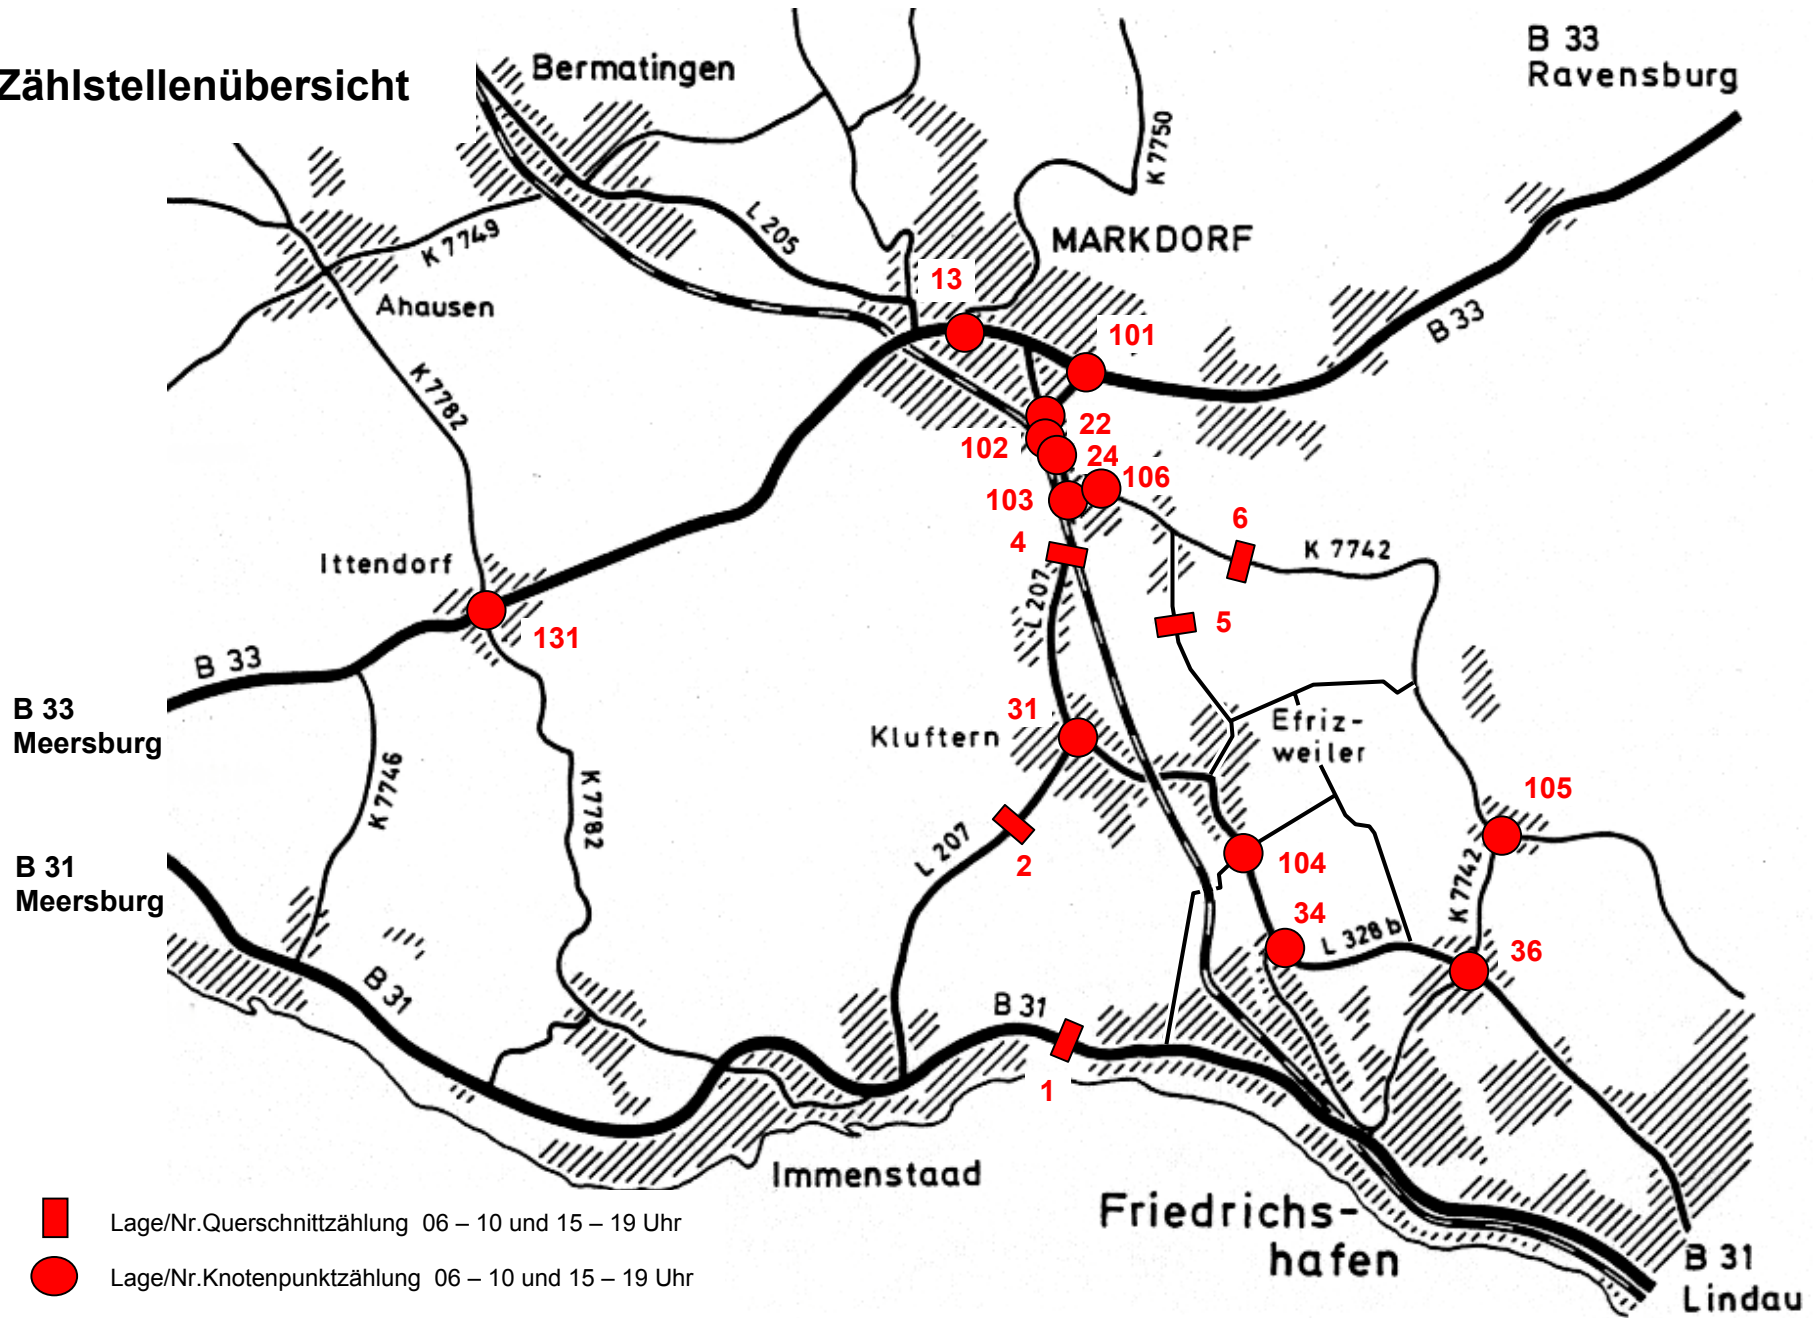 Zählstellenübersicht
Bermatingen
B 33
Ravensburg
K 7750
MARKDORF
L 205
K 7749
Ahausen
13
101
B 33
K 7782
22
102
24
106
103
6
4
K 7742
Ittendorf
L 207
5
131
B 33
B 33
Meersburg
31
Kluftern
Efriz-
weiler
K 7746
K 7782
105
L 207
2
104
K 7742
B 31
Meersburg
34
L 328 b
36
B 31
B 31
1
Immenstaad
Friedrichs-
hafen
B 31
Lindau
Lage/Nr.Querschnittzählung 06 – 10 und 15 – 19 Uhr
Lage/Nr.Knotenpunktzählung 06 – 10 und 15 – 19 Uhr